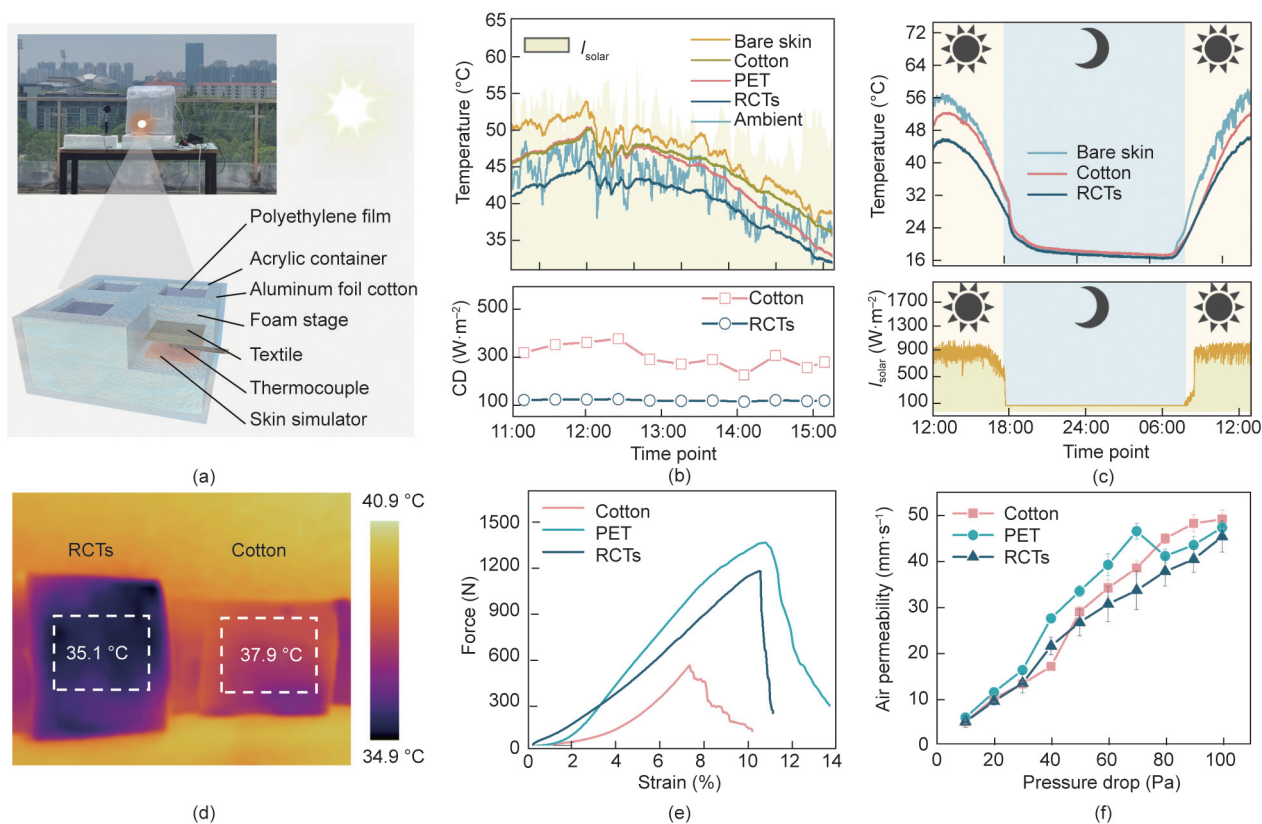 Polyethylene film
Acrylic container
Aluminum foil cotton
Foam stage
Textile
Thermocouple
Skin simulator
(a)
65
60
55
50
45
40
35
Temperature (°C)
I solar
Bare skin
Cotton
PET
RCTs
Ambient
500
300
100
CD (W·m−2)
Cotton
RCTs
11:00 12:00 13:00 14:00 15:00
Time point
(b)
72
64
56
48
40
32
24
16
Temperature (°C)
Bare skin
Cotton
RCTs
1700
1300
900
500
100
I solar (W·m−2)
12:00 18:00 24:00 06:00 12:00
Time point
(c)
RCTs
Cotton
35.1 °C
37.9 °C
40.9 °C
34.9 °C
(d)
1500
1200
900
600
300
0
Force (N)
Cotton
PET
RCTs
0 2 4 6 8 10 12 14
Strain (%)
(e)
50
40
30
20
10
0
Air permeability (mm·s−1)
Cotton
PET
RCTs
0 20 40 60 80 100
Pressure drop (Pa)
(f)